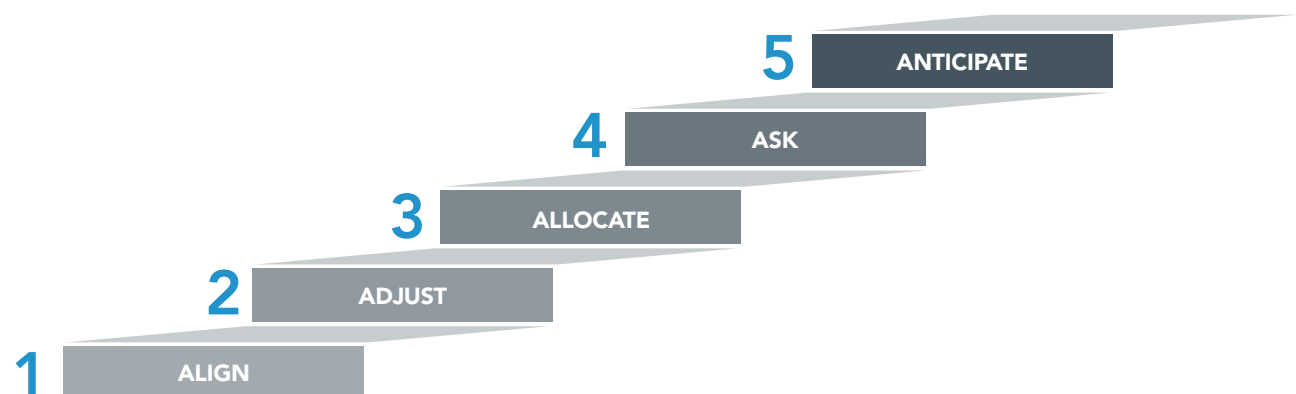 5 ANTICIPATE
4 ASK
3 ALLOCATE
2 ADJUST
1 ALIGN